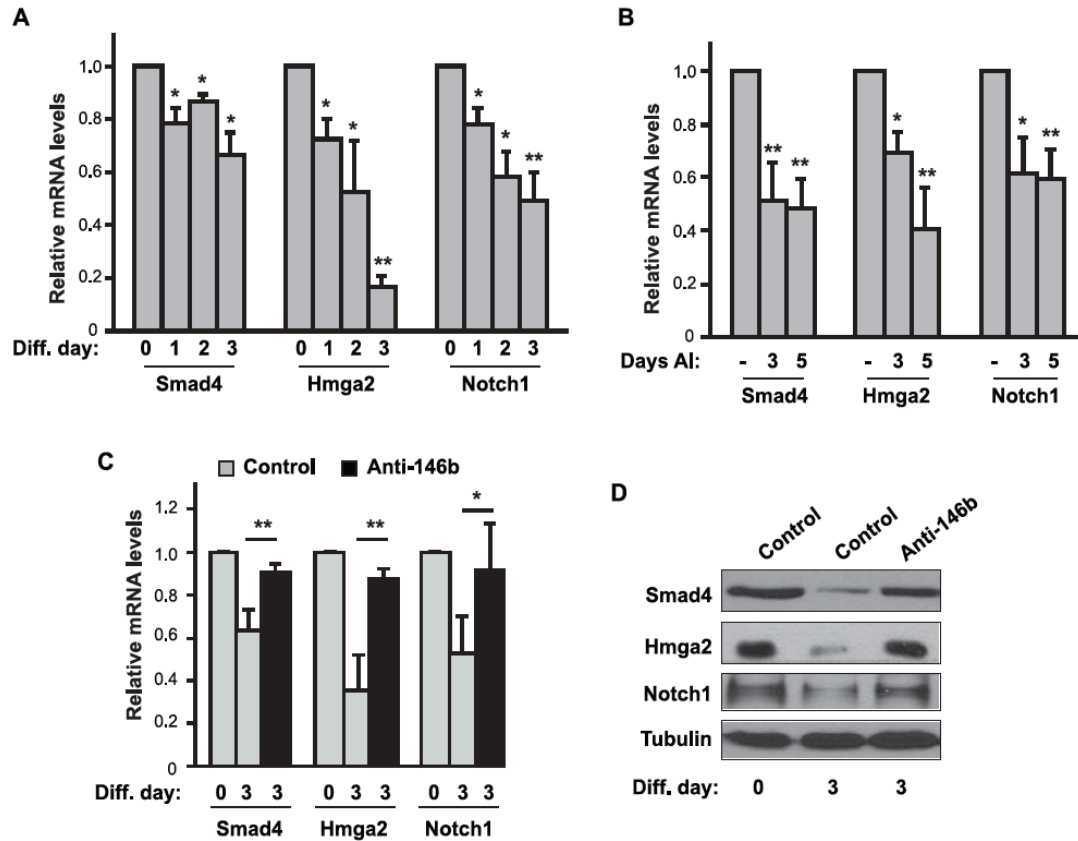 A
Relative mRNA levels
1.0
0.8
0.6
0.4
0.2
0
* * *
* * **
* * **
Diff. day: 0 1 2 3 0 1 2 3 0 1 2 3
Smad4 Hmga2 Notch1
B
Relative mRNA levels
1.0
0.8
0.6
0.4
0.2
0
** **
* **
* **
Days AI: - 3 5 - 3 5 - 3 5
Smad4 Hmga2 Notch1
C
Control Anti-146b
Relative mRNA levels
1.2
1.0
0.8
0.6
0.4
0.2
0
** ** *
Diff. day: 0 3 3 0 3 3 0 3 3
Smad4 Hmga2 Notch1
D
Control Control Anti-146b
Smad4
Hmga2
Notch1
Tubulin
Diff. day: 0 3 3